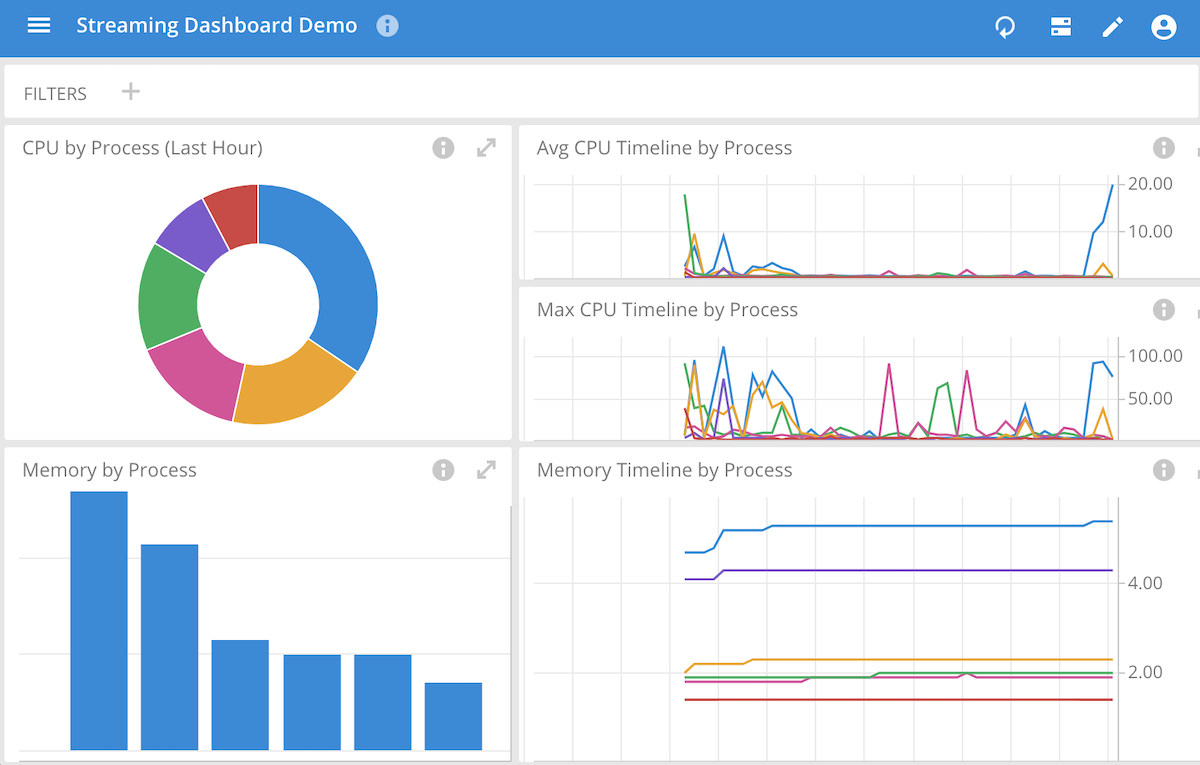 Streaming Dashboard Demo
FILTERS
CPU by Process (Last Hour)
Avg CPU Timeline by Process
20.00
10.00
Max CPU Timeline by Process
100.00
50.00
Memory by Process
Memory Timeline by Process
4.00
2.00